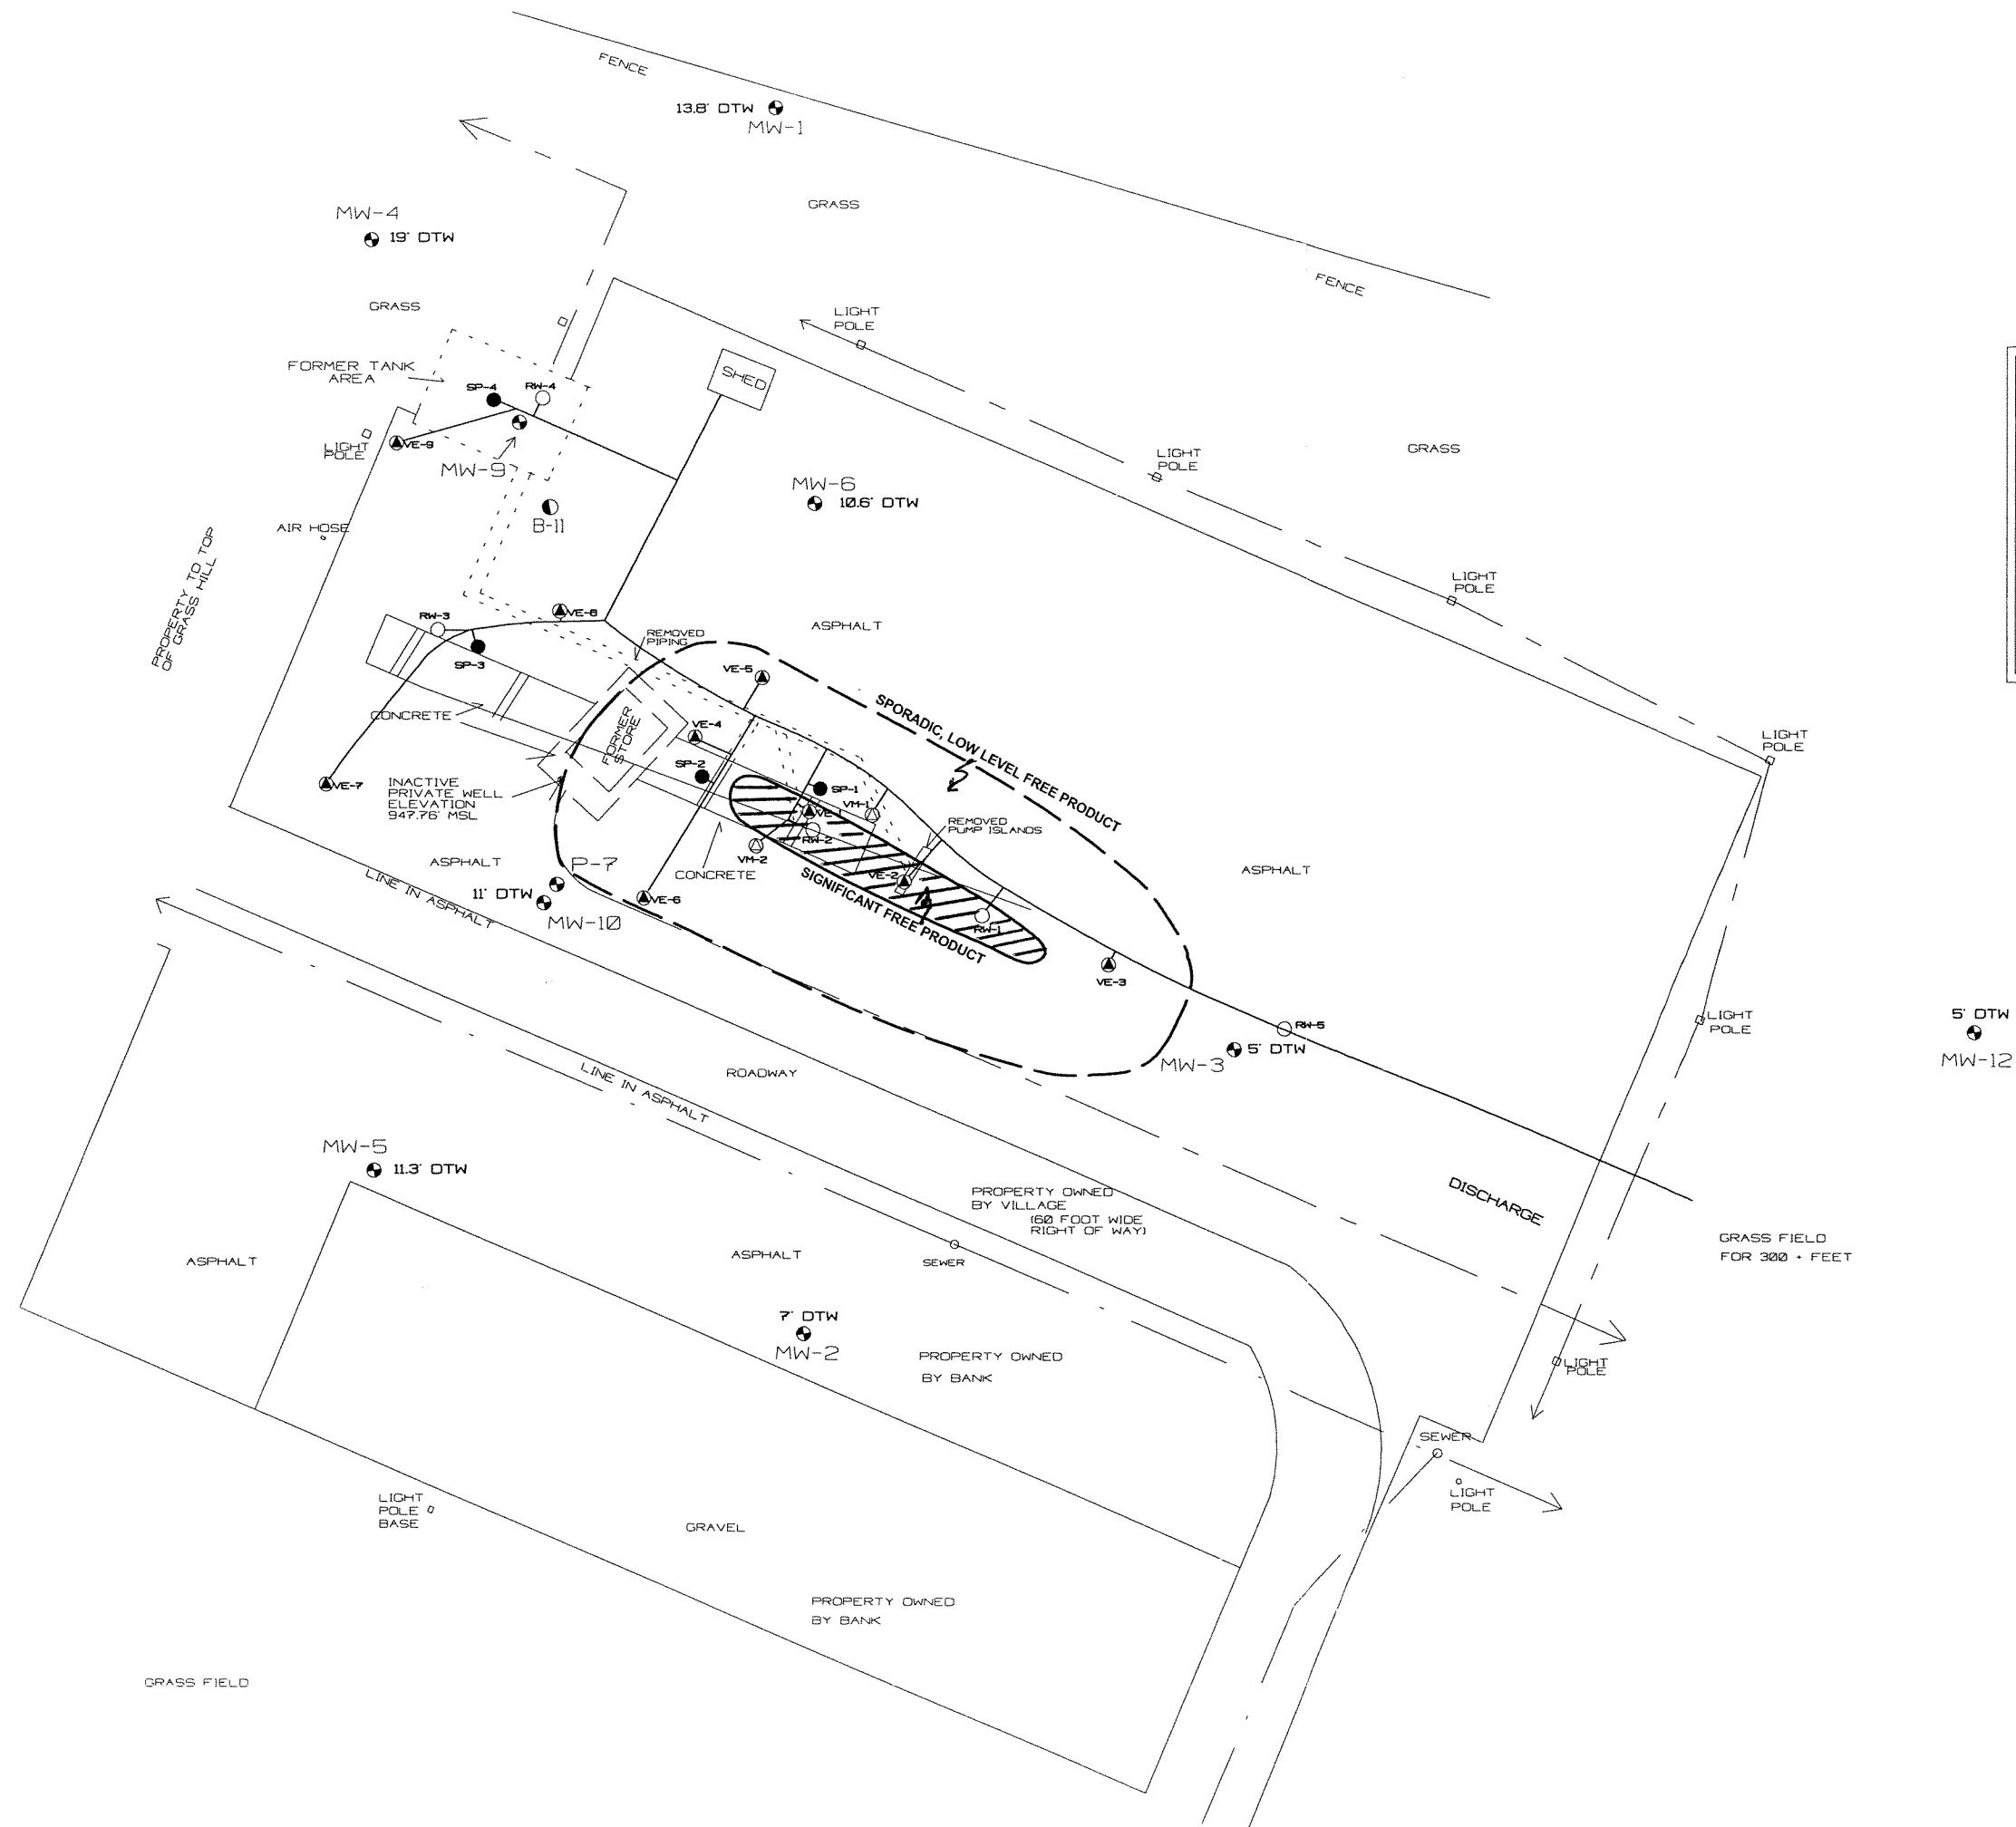 FENCE
13.8' DTW
MW-1
GRASS
MW-4
19' DTW
FENCE
GRASS
LIGHT
POLE
FORMER TANK
AREA
SHED
SP-4
RW-4
VE-9
LIGHT
POLE
MW-9
GRASS
LIGHT
POLE
MW-6
10.6' DTW
B-11
AIR HOSE
PROPERTY TO TOP
OF GRASS HILL
LIGHT
POLE
RW-3
VE-8
REMOVED
PIPING
ASPHALT
SP-3
VE-5
SPORADIC, LOW LEVEL FREE PRODUCT
CONCRETE
FORMER
STORE
VE-4
LIGHT
POLE
SP-2
VE-7
INACTIVE
PRIVATE WELL
ELEVATION
947.76' MSL
SP-1
VM-1
VE-1
RW-2
REMOVED
PUMP ISLANDS
VM-2
ASPHALT
P-7
CONCRETE
ASPHALT
VE-2
LINE IN ASPHALT
11' DTW
MW-10
VE-6
SIGNIFICANT FREE PRODUCT
RW-1
VE-3
LIGHT
POLE
5' DTW
MW-12
RW-5
5' DTW
MW-3
ROADWAY
LINE IN ASPHALT
MW-5
11.3' DTW
PROPERTY OWNED
BY VILLAGE
(60 FOOT WIDE
RIGHT OF WAY)
DISCHARGE
GRASS FIELD
FOR 300 + FEET
ASPHALT
ASPHALT
SEWER
7' DTW
MW-2
PROPERTY OWNED
BY BANK
LIGHT
POLE
SEWER
LIGHT
POLE
LIGHT
POLE
BASE
GRAVEL
PROPERTY OWNED
BY BANK
GRASS FIELD